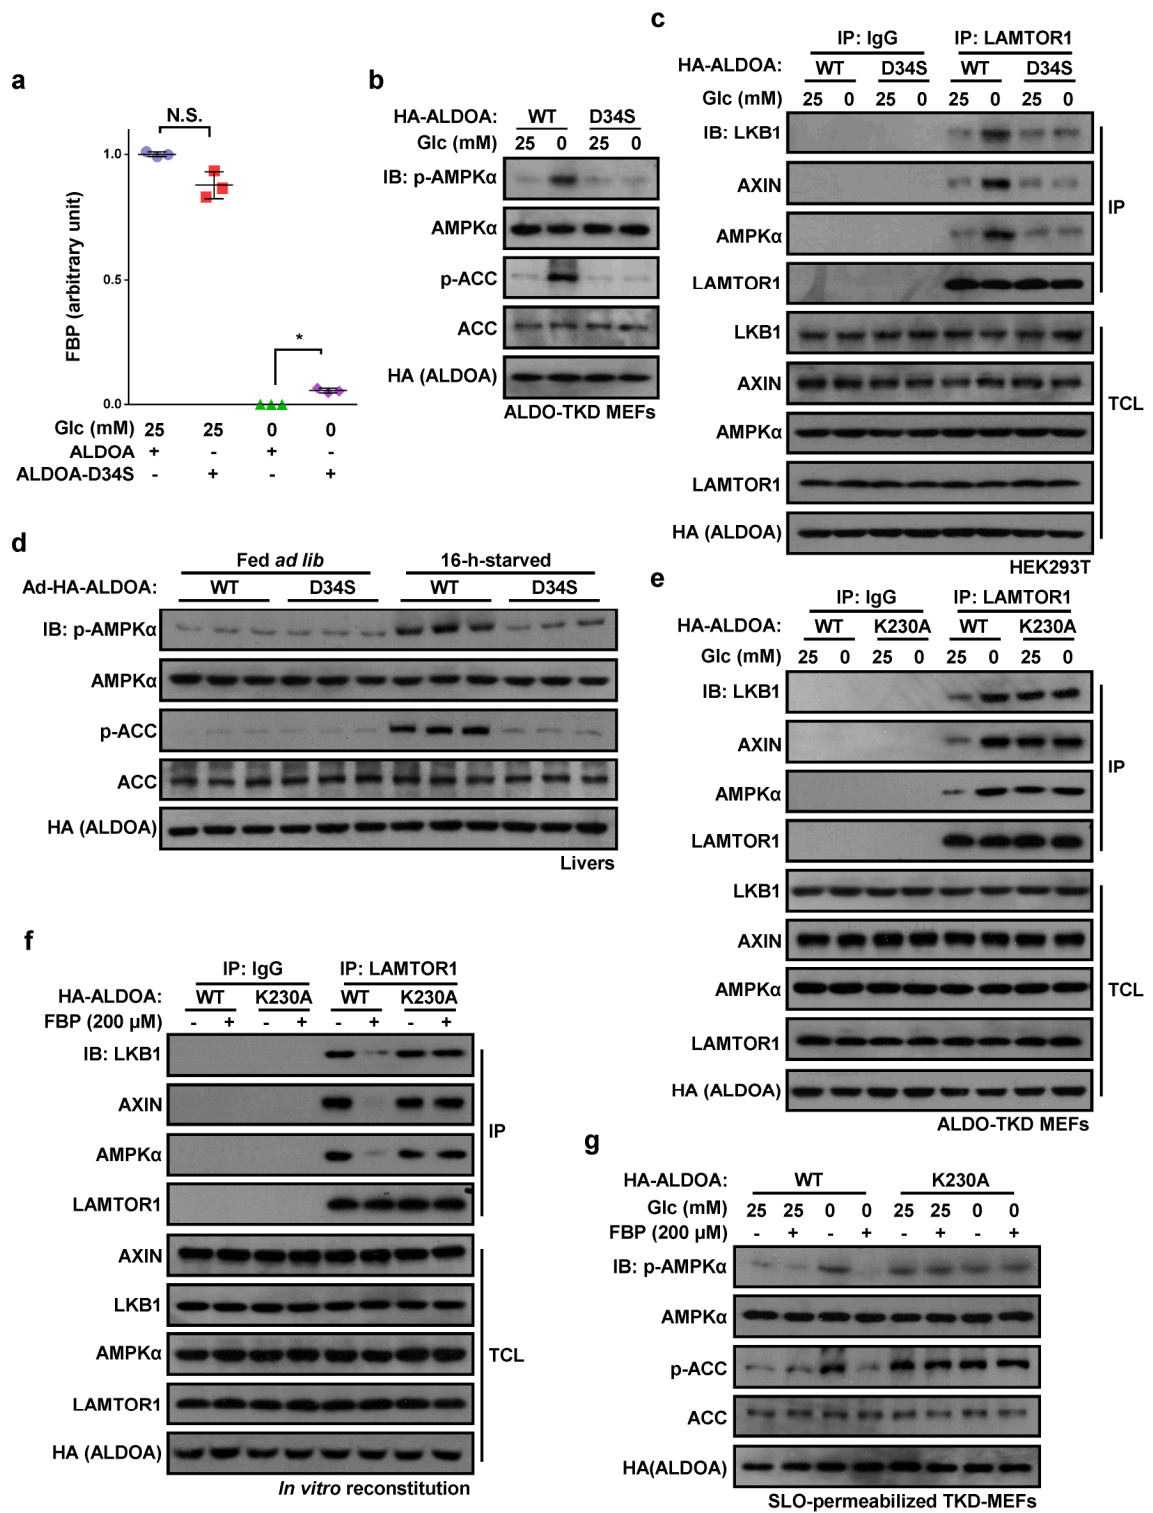 a
N.S.
1.0
0.5
*
0.0
FBP (arbitrary unit)
Glc (mM) 25 25 0 0
ALDOA + - + -
ALDOA-D34S - + - +
b
HA-ALDOA: WT D34S
Glc (mM) 25 0 25 0
IB: p-AMPKα
AMPKα
p-ACC
ACC
HA (ALDOA)
ALDO-TKD MEFs
c
IP: IgG IP: LAMTOR1
HA-ALDOA: WT D34S WT D34S
Glc (mM) 25 0 25 0 25 0 25 0
IB: LKB1
AXIN
AMPKα
LAMTOR1
IP
LKB1
AXIN
AMPKα
LAMTOR1
HA (ALDOA)
TCL
HEK293T
d
Fed ad lib 16-h-starved
Ad-HA-ALDOA: WT D34S WT D34S
IB: p-AMPKα
AMPKα
p-ACC
ACC
HA (ALDOA)
Livers
e
IP: IgG IP: LAMTOR1
HA-ALDOA: WT K230A WT K230A
Glc (mM) 25 0 25 0 25 0 25 0
IB: LKB1
AXIN
AMPKα
LAMTOR1
IP
LKB1
AXIN
AMPKα
LAMTOR1
HA (ALDOA)
TCL
ALDO-TKD MEFs
f
IP: IgG IP: LAMTOR1
HA-ALDOA: WT K230A WT K230A
FBP (200 µM) - + - + - + - +
IB: LKB1
AXIN
AMPKα
LAMTOR1
IP
AXIN
LKB1
AMPKα
LAMTOR1
HA (ALDOA)
TCL
In vitro reconstitution
g
HA-ALDOA: WT K230A
Glc (mM) 25 25 0 0 25 25 0 0
FBP (200 µM) - + - + - + - +
IB: p-AMPKα
AMPKα
p-ACC
ACC
HA(ALDOA)
SLO-permeabilized TKD-MEFs